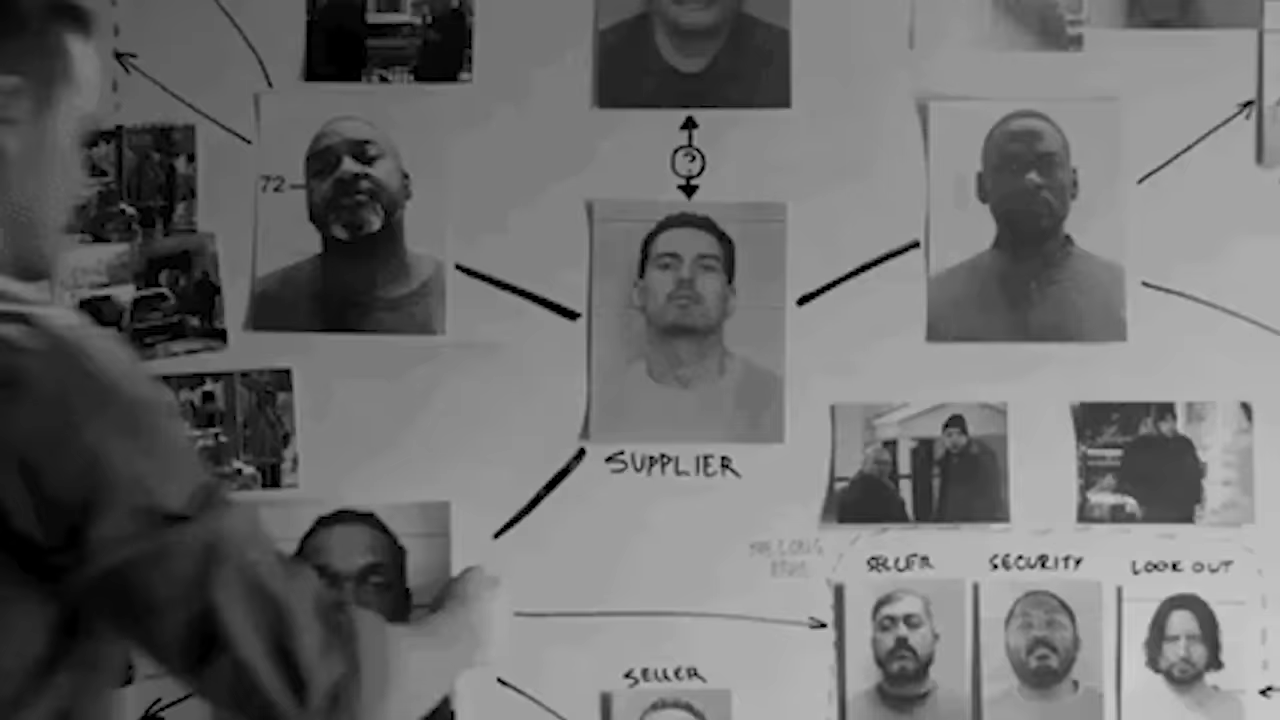 ?
72
SUPPLIER
SELLER
SECURITY
LOOK OUT
SELLER